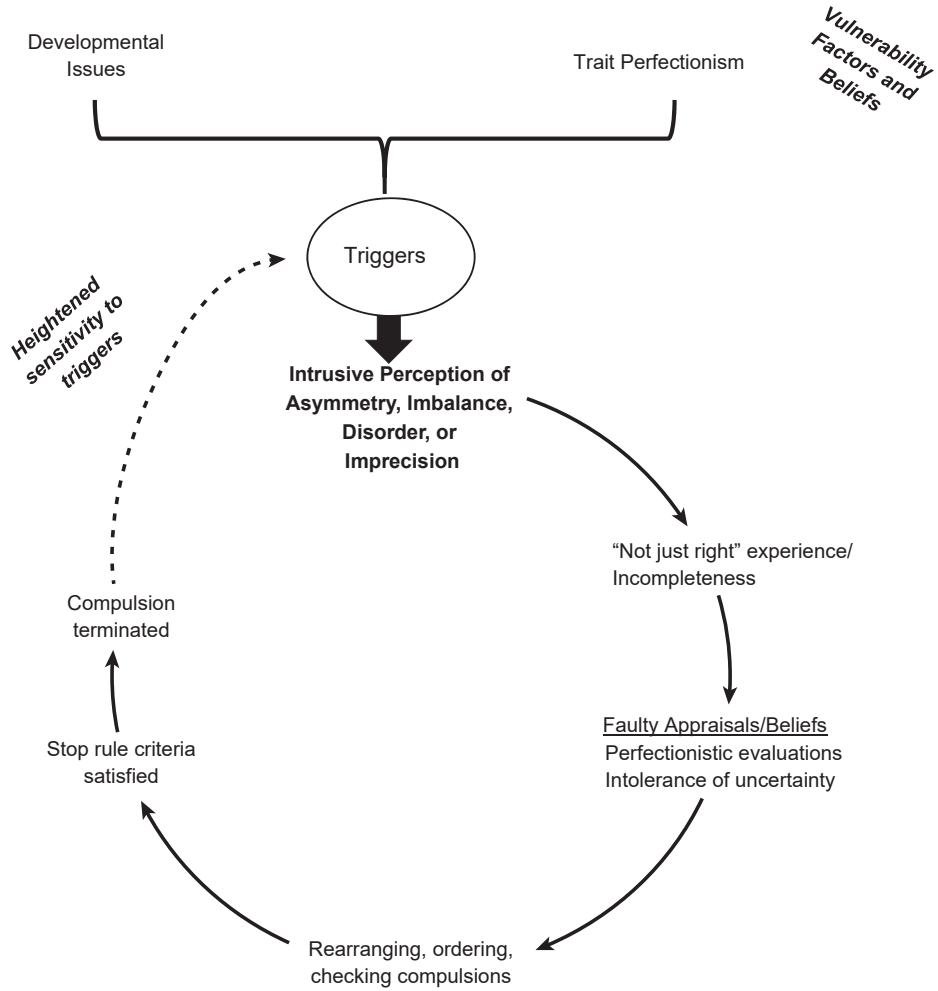 Developmental
Issues
Trait Perfectionism
Vulnerability
Factors and
Beliefs
Triggers
Heightened
sensitivity to
triggers
Intrusive Perception of
Asymmetry, Imbalance,
Disorder, or
Imprecision
“Not just right” experience/
Incompleteness
Compulsion
terminated
Faulty Appraisals/Beliefs
Perfectionistic evaluations
Intolerance of uncertainty
Stop rule criteria
satisfied
Rearranging, ordering,
checking compulsions